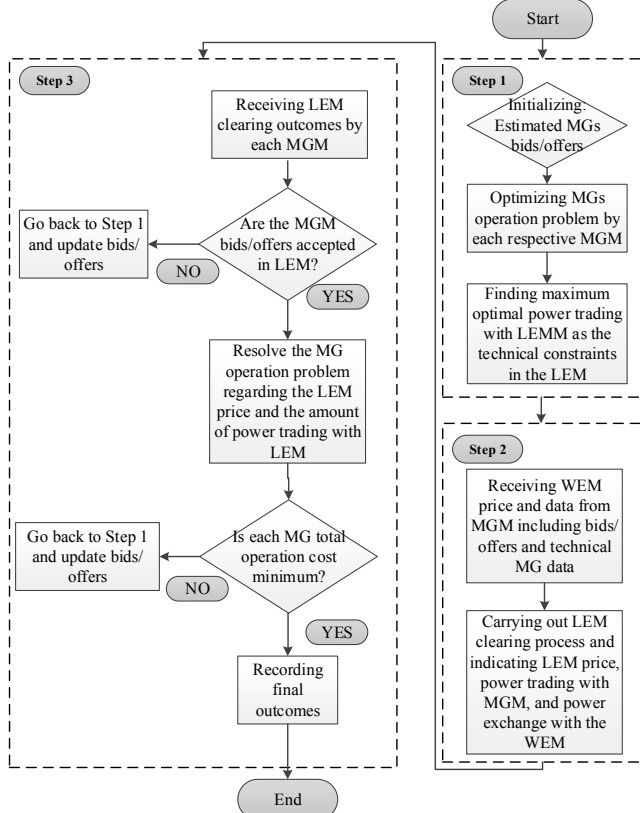 Start
Step 1
Initializing:
Estimated MGs
bids/offers
Optimizing MGs
operation problem by
each respective MGM
Finding maximum
optimal power trading
with LEMM as the
technical constraints
in the LEM
Step 2
Receiving WEM
price and data from
MGM including bids/
offers and technical
MG data
Carrying out LEM
clearing process and
indicating LEM price,
power trading with
MGM, and power
exchange with the
WEM
Step 3
Receiving LEM
clearing outcomes by
each MGM
Are the MGM
bids/offers accepted
in LEM?
Go back to Step 1
and update bids/
offers
NO
YES
Resolve the MG
operation problem
regarding the LEM
price and the amount
of power trading with
LEM
Is each MG total
operation cost
minimum?
Go back to Step 1
and update bids/
offers
NO
YES
Recording
final
outcomes
End